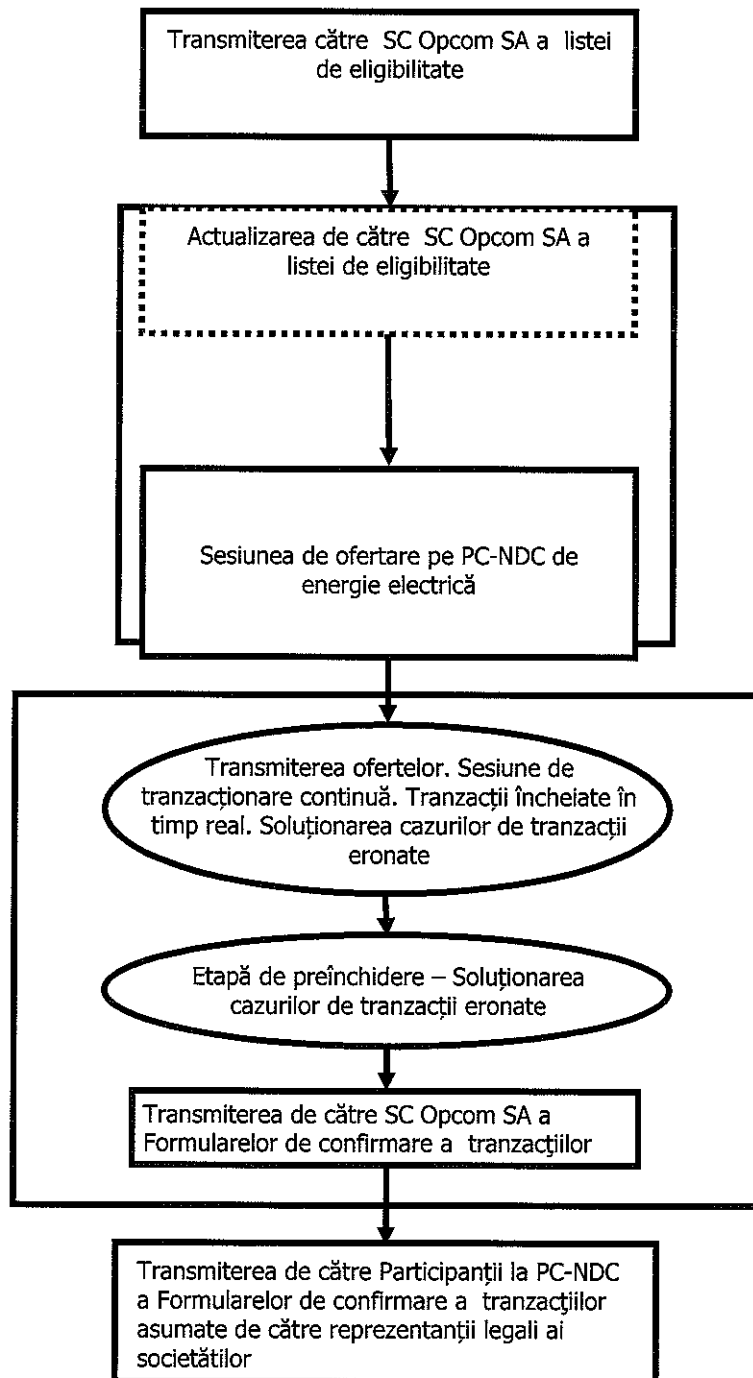 Transmiterea către SC Opcom SA a listei
de eligibilitate
Actualizarea de către SC Opcom SA a
listei de eligibilitate
Sesiunea de ofertare pe PC-NDC de
energie electrică
Transmiterea ofertelor. Sesiune de
tranzacționare continuă. Tranzacții încheiate în
timp real. Soluționarea cazurilor de tranzacții
eronate
Etapă de preînchidere – Soluționarea
cazurilor de tranzacții eronate
Transmiterea de către SC Opcom SA a
Formularelor de confirmare a tranzacțiilor
Transmiterea de către Participanții la PC-NDC
a Formularelor de confirmare a tranzacțiilor
asumate de către reprezentanții legali ai
societătilor